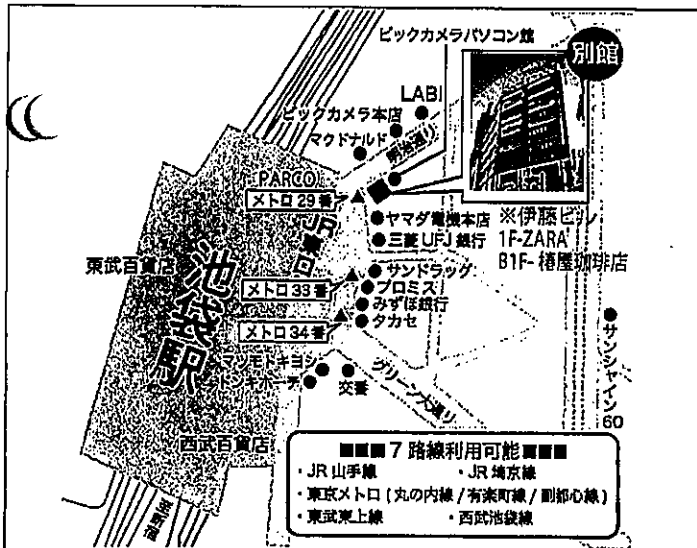 ビックカメラパソコン館
別館
LABI
ビックカメラ本店
マクドナルド
明治通り
PARCO
メトロ29番
JR東口
ヤマダ電機本店
三菱UFJ銀行
※伊藤ビル
1F-ZARA
B1F-椿屋珈琲店
東武百貨店
池袋駅
メトロ33番
サンドラッグ
プロミス
みずほ銀行
メトロ34番
タカセ
サンシャイン60
マツモトキヨシ
ドンキホーテ
交番
グリーン大通り
西武百貨店
至新宿
■■■7路線利用可能■■■
・JR山手線 ・JR埼京線
・東京メトロ(丸の内線/有楽町線/副都心線)
・東武東上線 ・西武池袋線